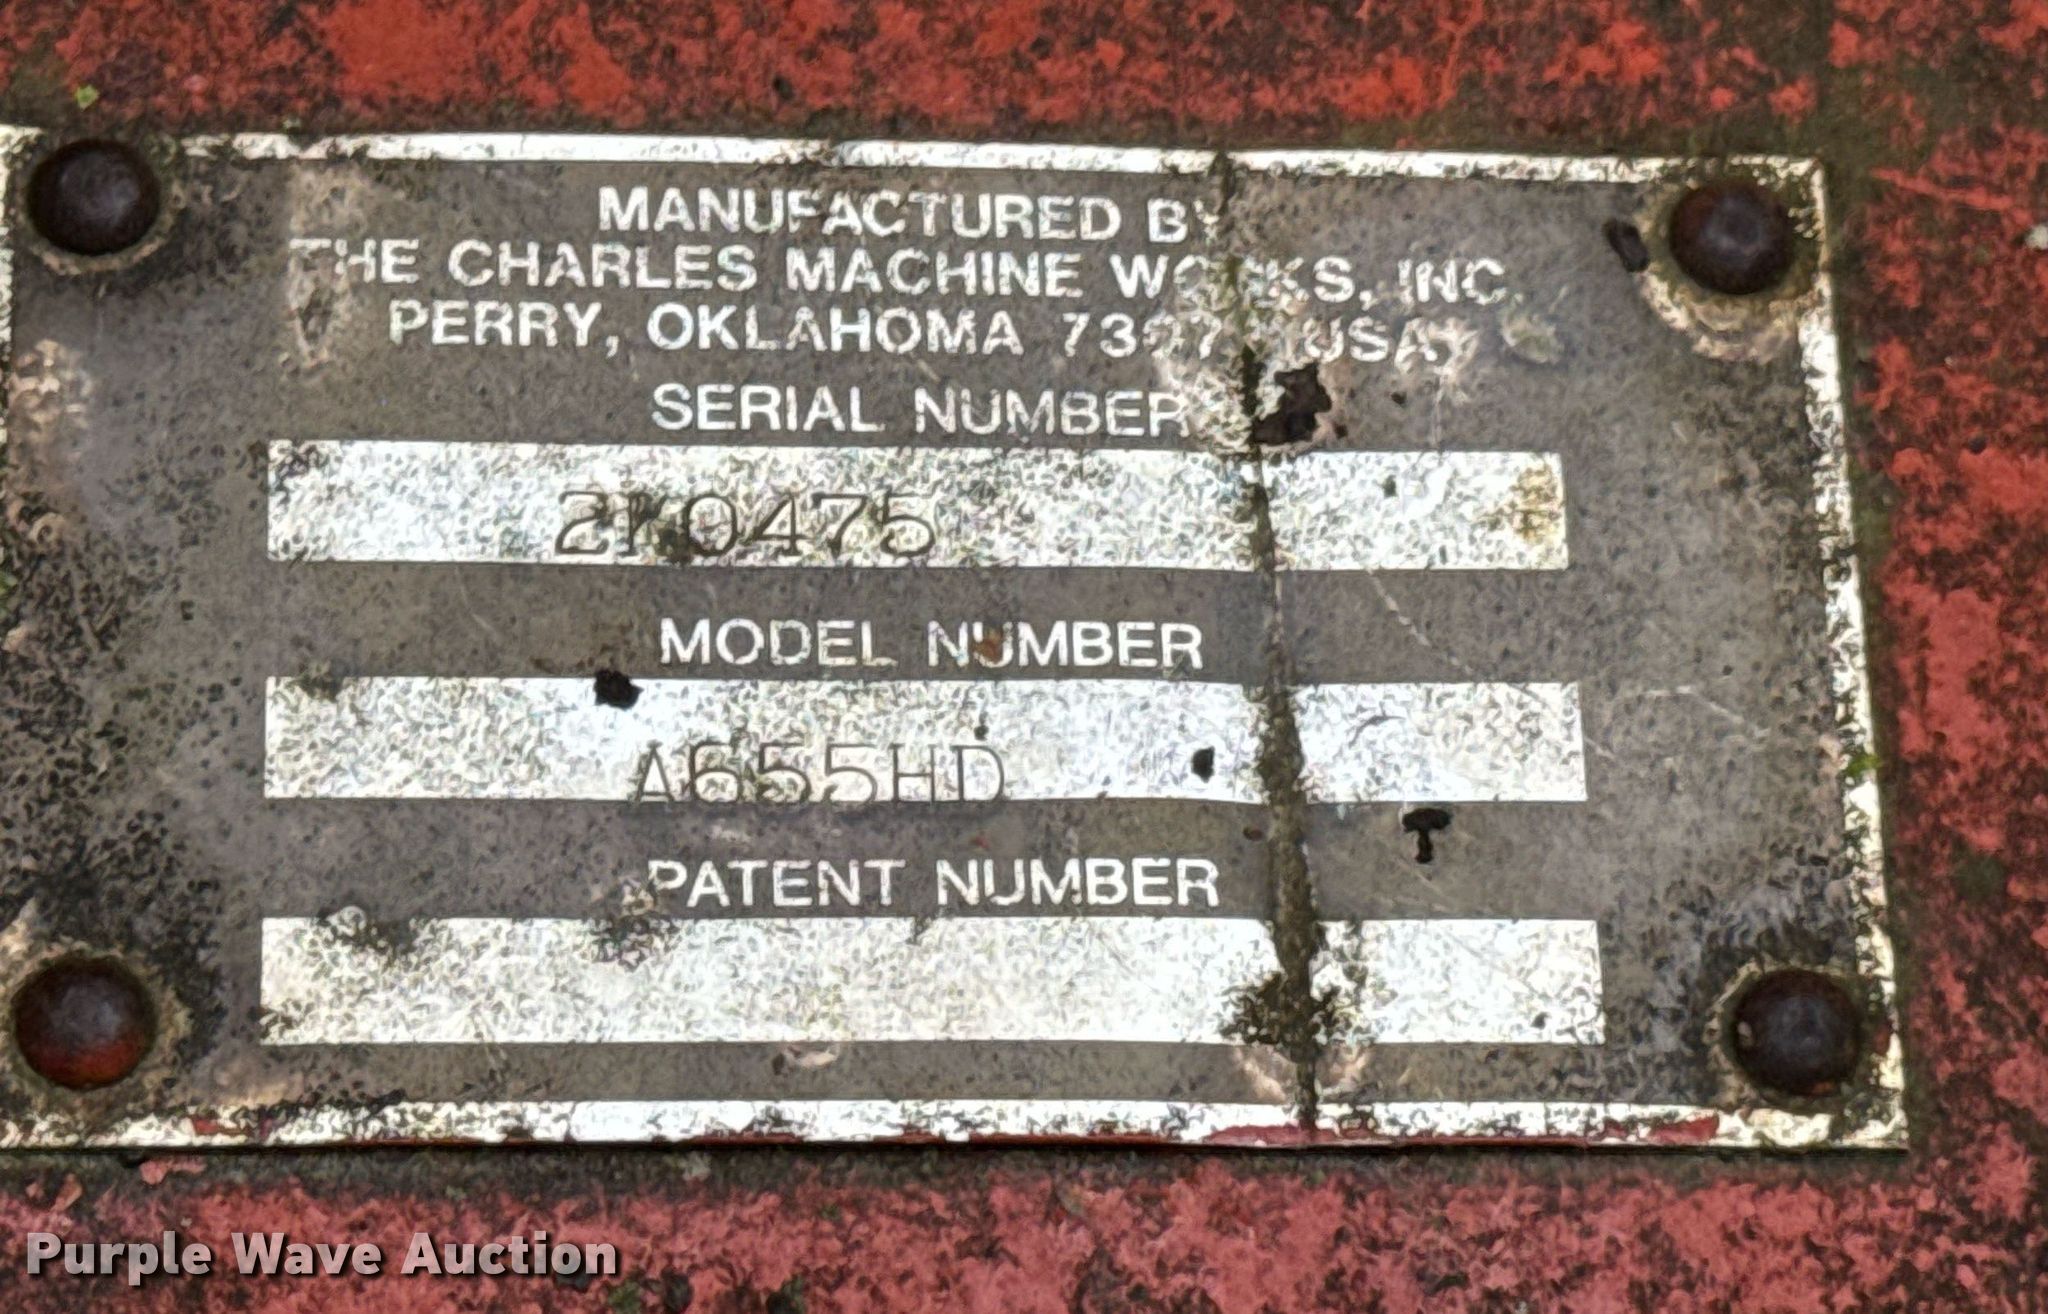 MANUFACTURED BY
THE CHARLES MACHINE WORKS, INC.
PERRY, OKLAHOMA USA
SERIAL NUMBER
2K0475
MODEL NUMBER
A655HD
PATENT NUMBER
Purple Wave Auction